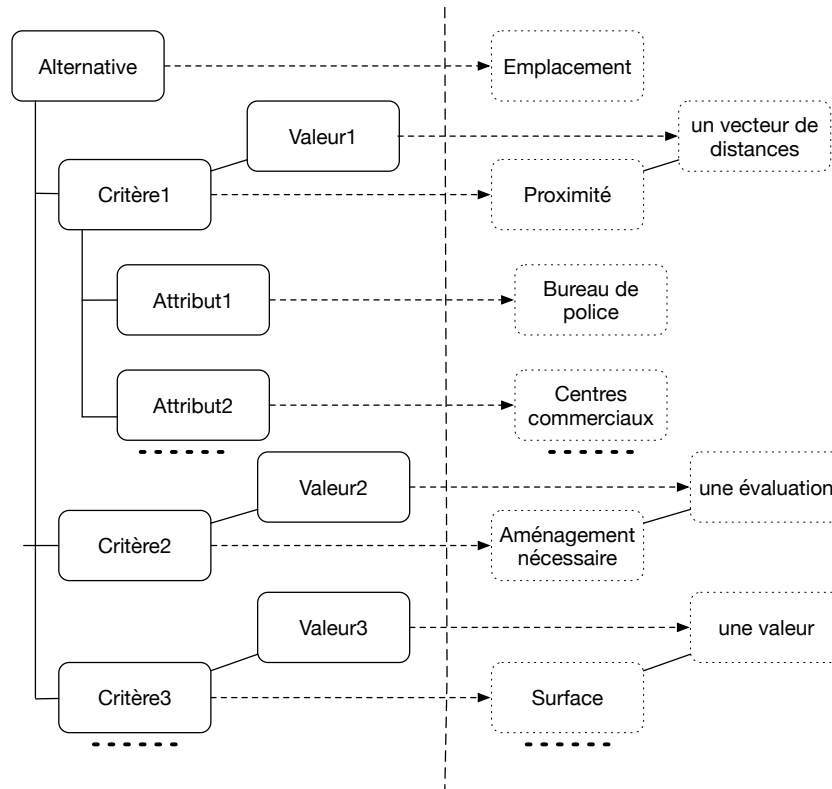 Alternative
Emplacement
Valeur1
un vecteur de
distances
Critère1
Proximité
Attribut1
Bureau de
police
Attribut2
Centres
commerciaux
Valeur2
une évaluation
Critère2
Aménagement
nécessaire
Valeur3
une valeur
Critère3
Surface